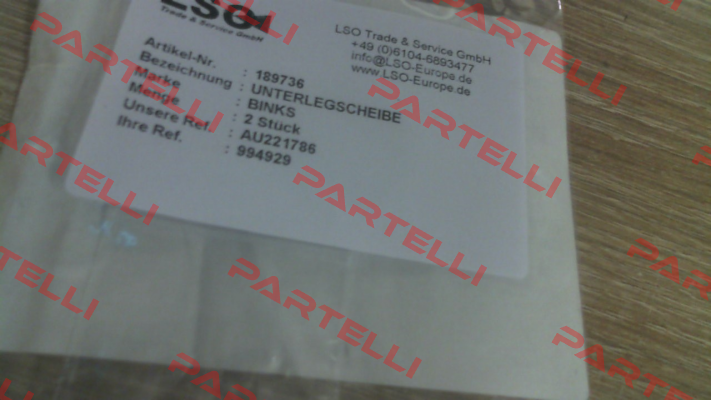 LSO
Trade & Service GmbH
LSO Trade & Service GmbH
+49 (0)6104-6893477
info@LSO-Europe.de
www.LSO-Europe.de
Artikel-Nr. : 189736
Bezeichnung : UNTERLEGSCHEIBE
Marke : BINKS
Menge : 2 Stück
Unsere Ref. : AU221786
Ihre Ref. : 994929
PARTELLI
PARTELLI
PARTELLI
PARTELLI
PARTELLI
PARTELLI
PARTELLI
PARTELLI
PARTELLI